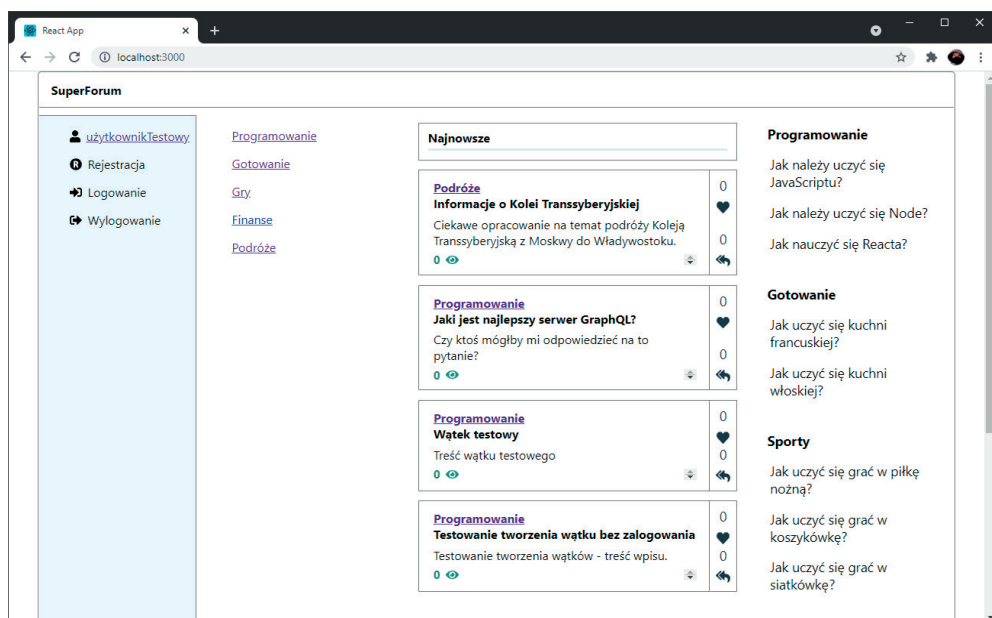 React App
localhost:3000
SuperForum
użytkownikTestowy
Rejestracja
Logowanie
Wylogowanie
Programowanie
Gotowanie
Gry
Finanse
Podróże
Najnowsze
Podróże
Informacje o Kolei Transsyberyjskiej
Ciekawe opracowanie na temat podróży Koleją
Transsyberyjską z Moskwy do Władywostoku.
0
0
0
Programowanie
Jaki jest najlepszy serwer GraphQL?
Czy ktoś mógłby mi odpowiedzieć na to
pytanie?
0
0
0
Programowanie
Wątek testowy
Treść wątku testowego
0
0
0
Programowanie
Testowanie tworzenia wątku bez zalogowania
Testowanie tworzenia wątków - treść wpisu.
0
0
0
Programowanie
Jak należy uczyć się
JavaScriptu?
Jak należy uczyć się Node?
Jak nauczyć się Reacta?
Gotowanie
Jak uczyć się kuchni
francuskiej?
Jak uczyć się kuchni
włoskiej?
Sporty
Jak uczyć się grać w piłkę
nożną?
Jak uczyć się grać w
koszykówkę?
Jak uczyć się grać w
siatkówkę?